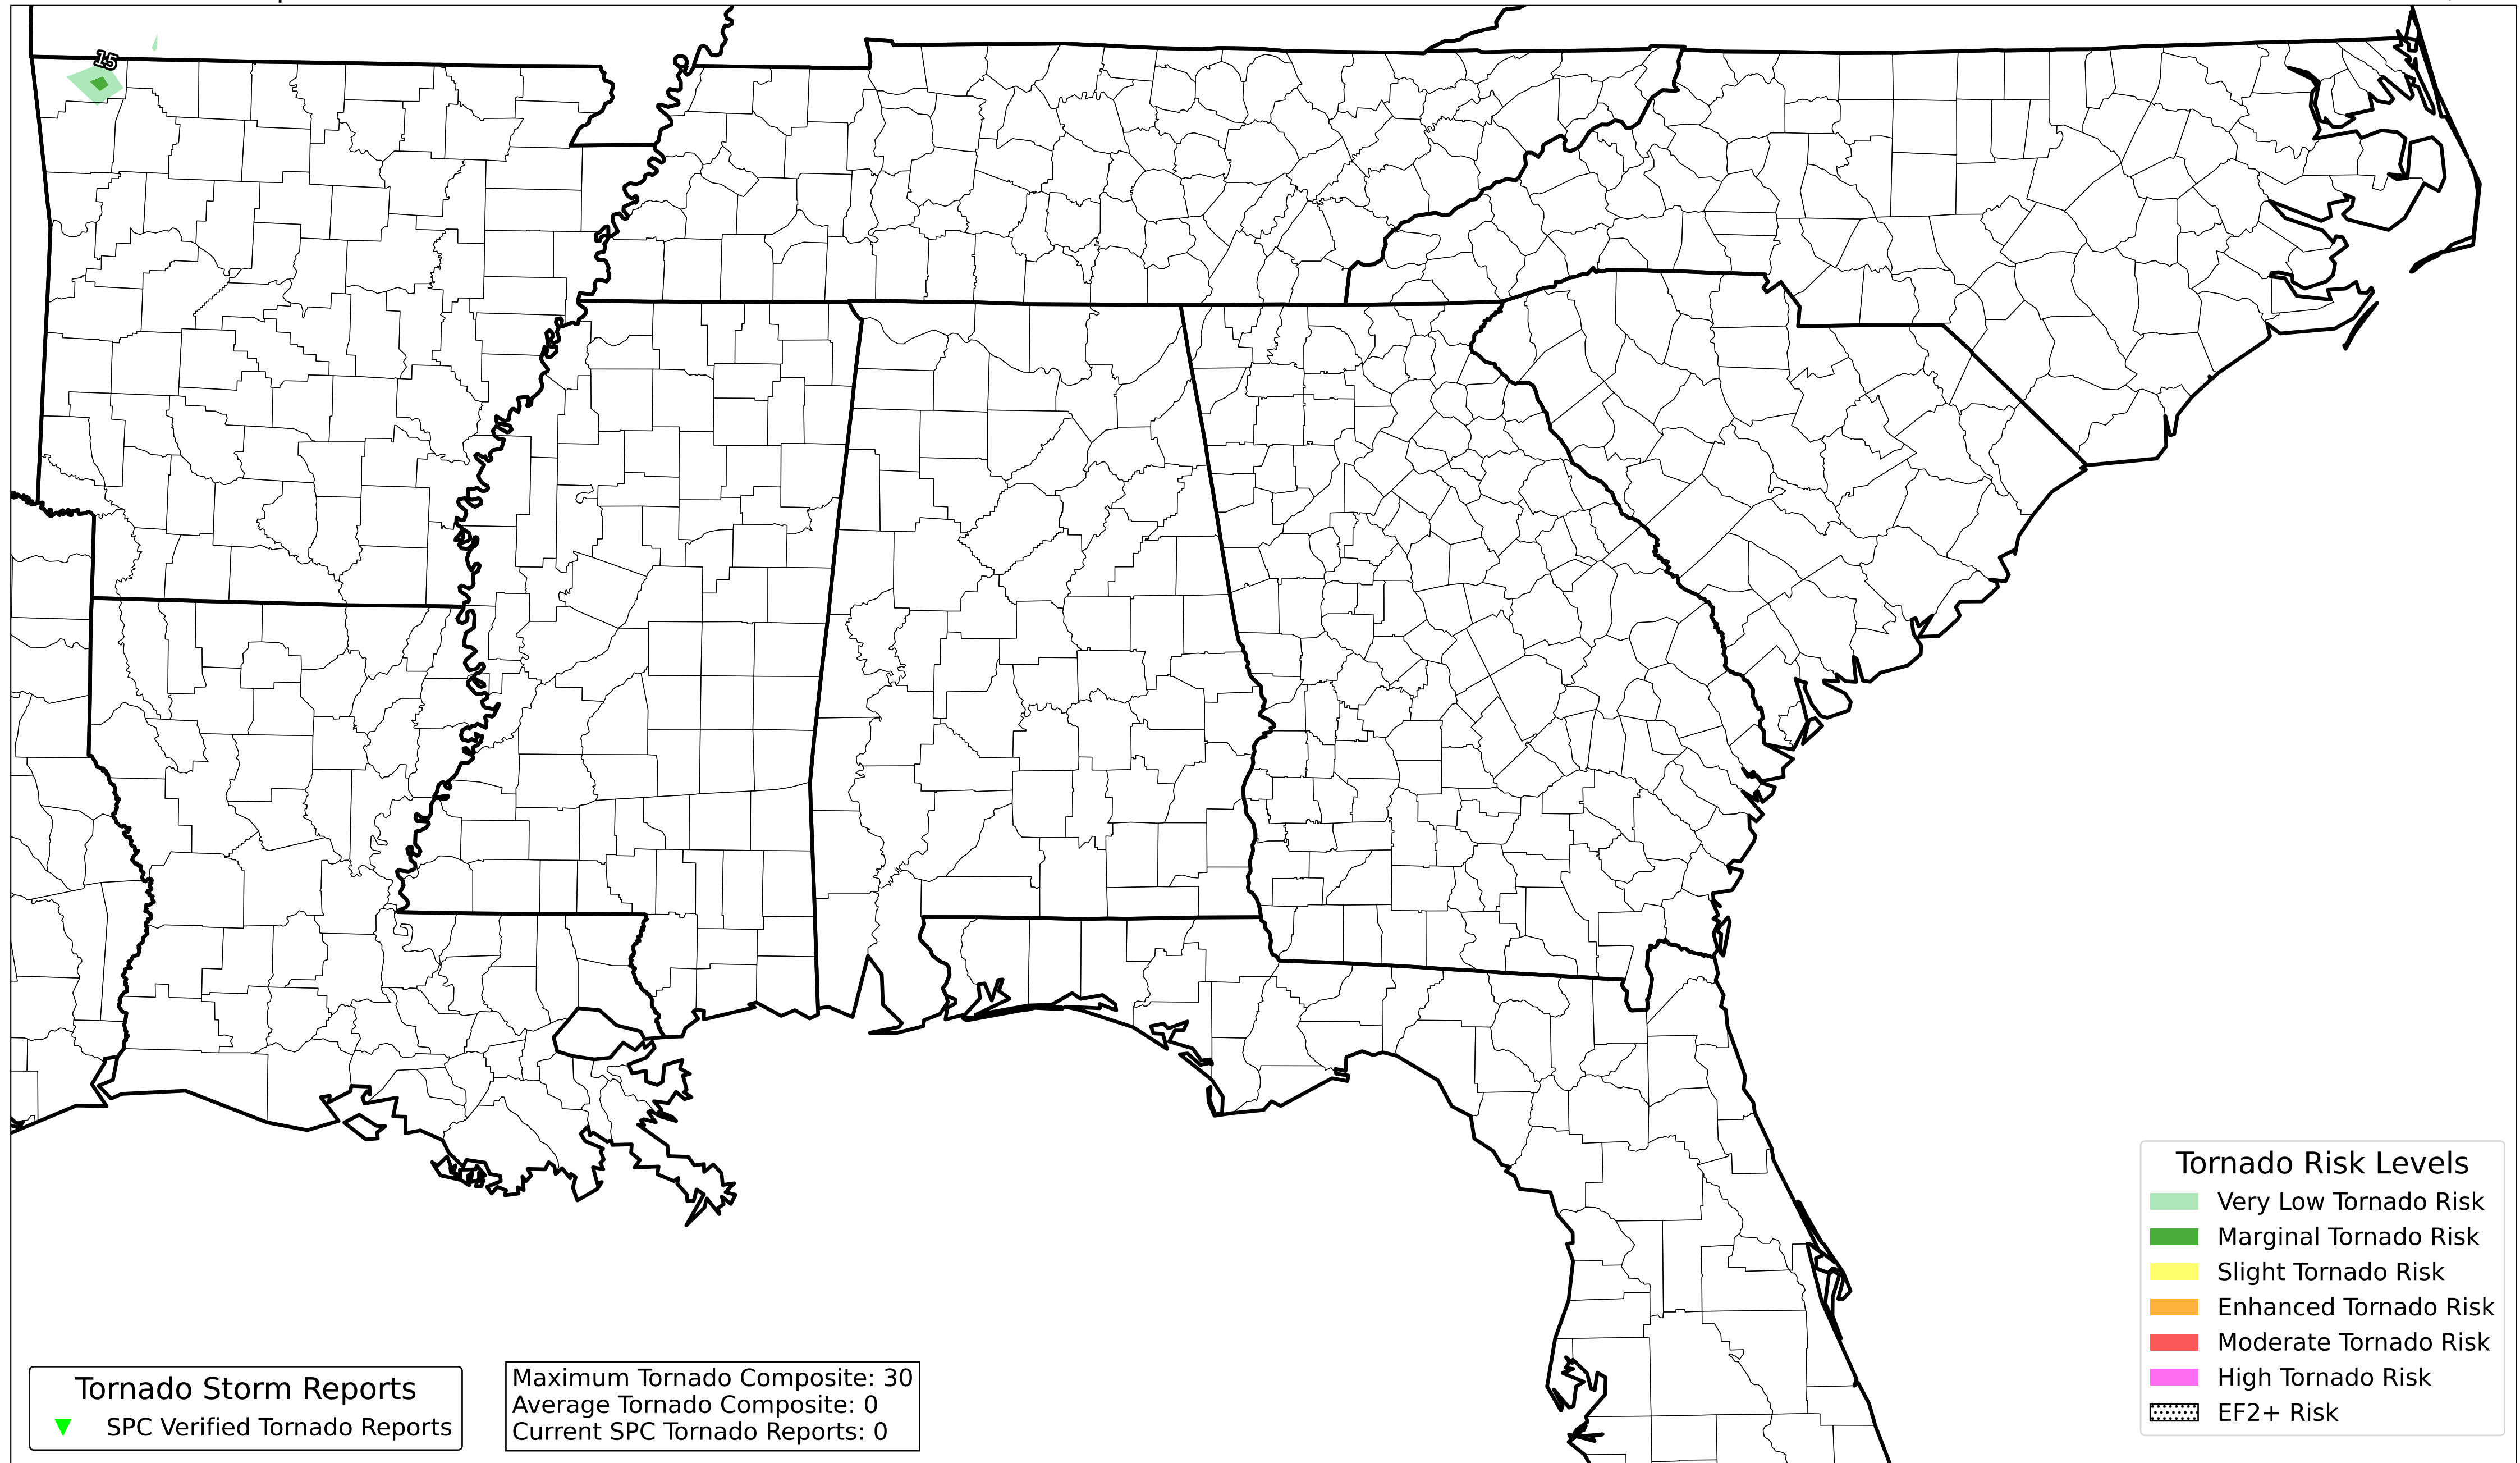 15
Tornado Risk Levels
Very Low Tornado Risk
Marginal Tornado Risk
Slight Tornado Risk
Enhanced Tornado Risk
Moderate Tornado Risk
High Tornado Risk
EF2+ Risk
Tornado Storm Reports
SPC Verified Tornado Reports
Maximum Tornado Composite: 30
Average Tornado Composite: 0
Current SPC Tornado Reports: 0